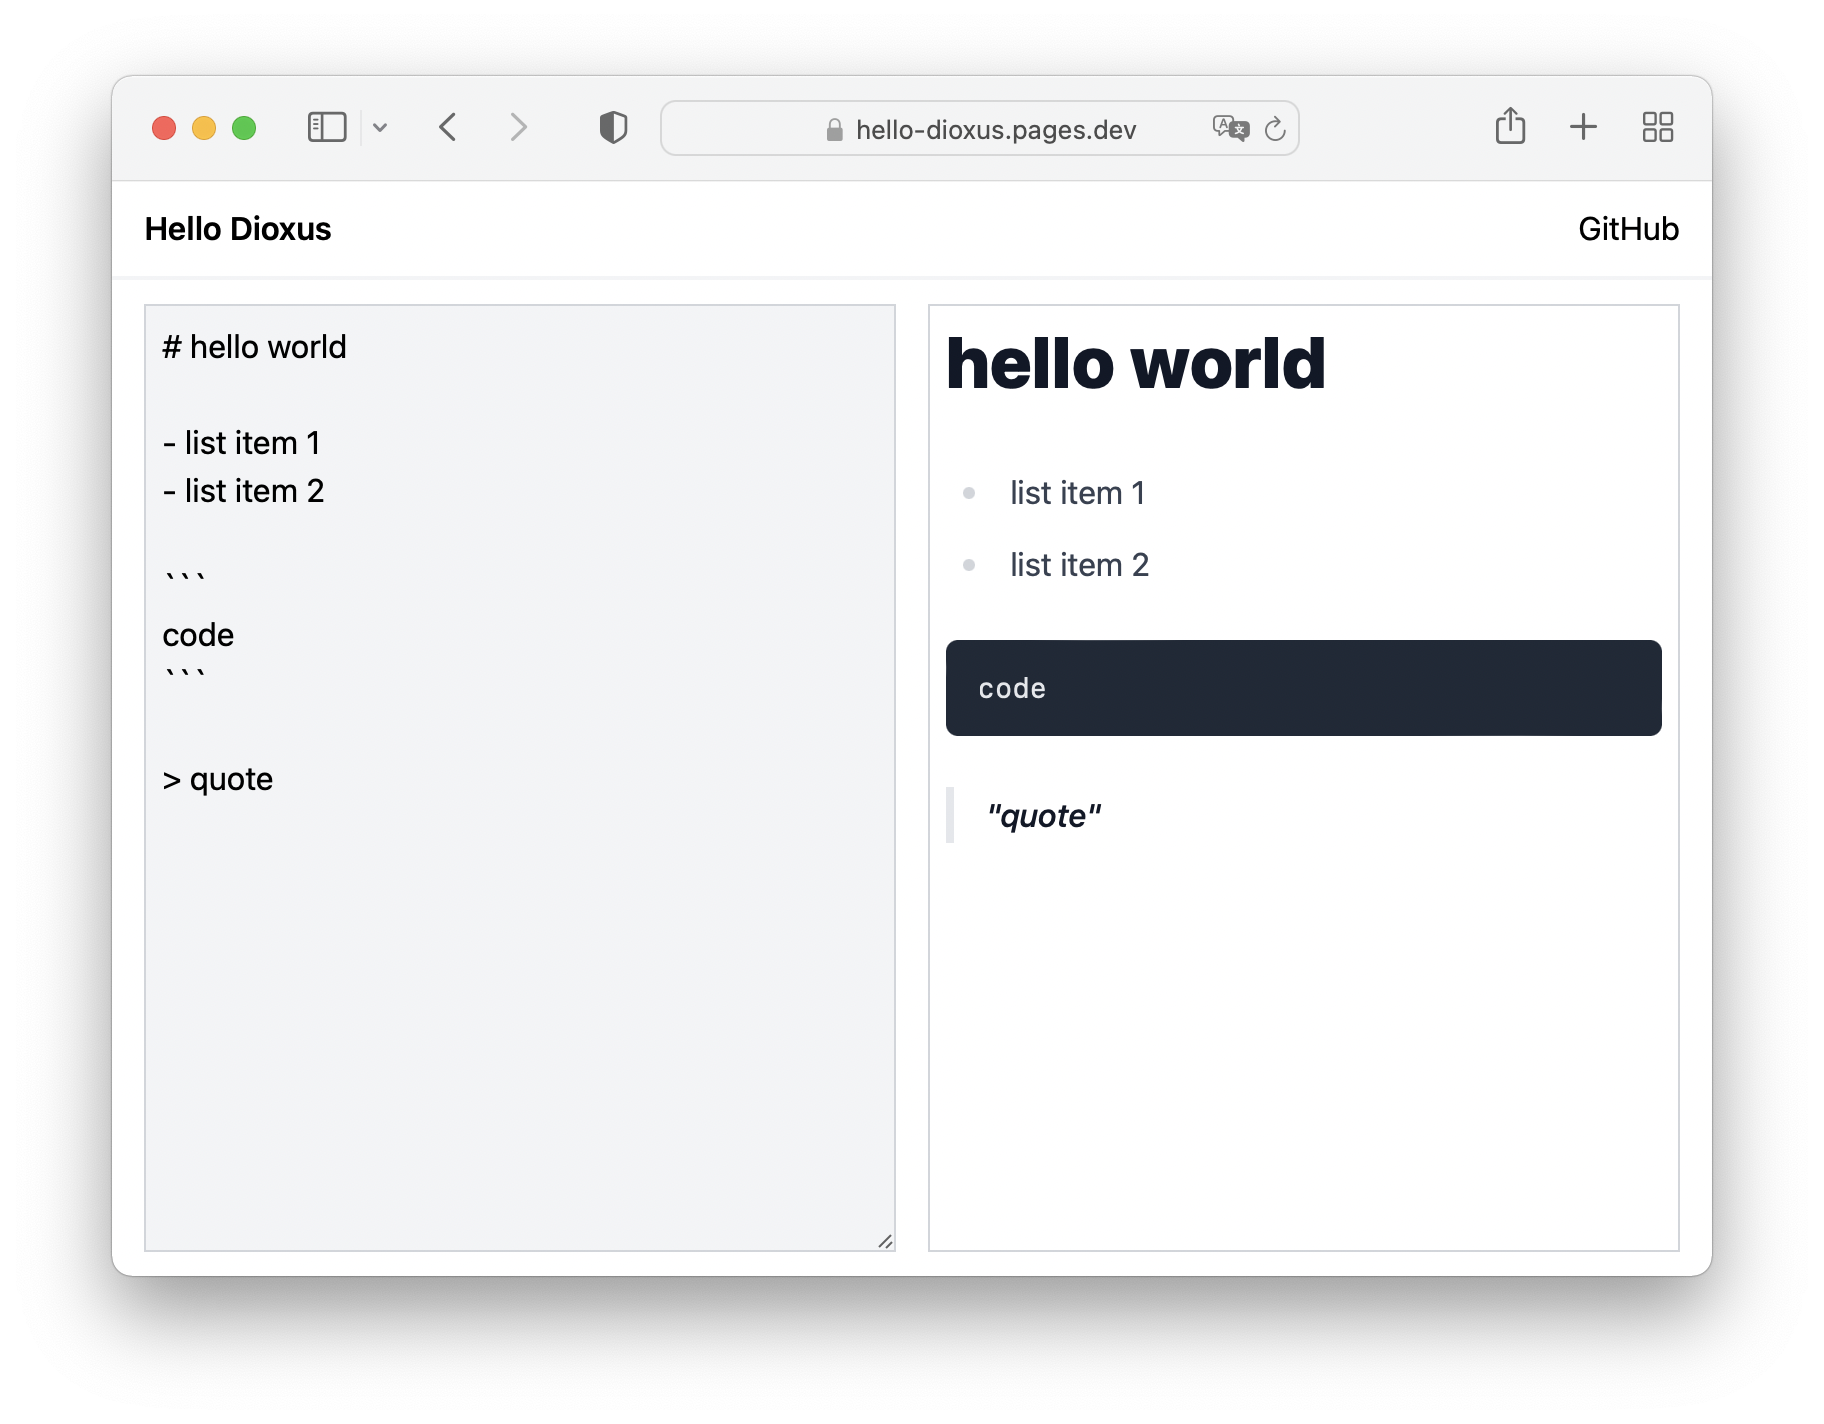 hello-dioxus.pages.dev
Hello Dioxus
GitHub
# hello world
- list item 1
- list item 2
```
code
```
> quote
hello world
• list item 1
• list item 2
code
"quote"